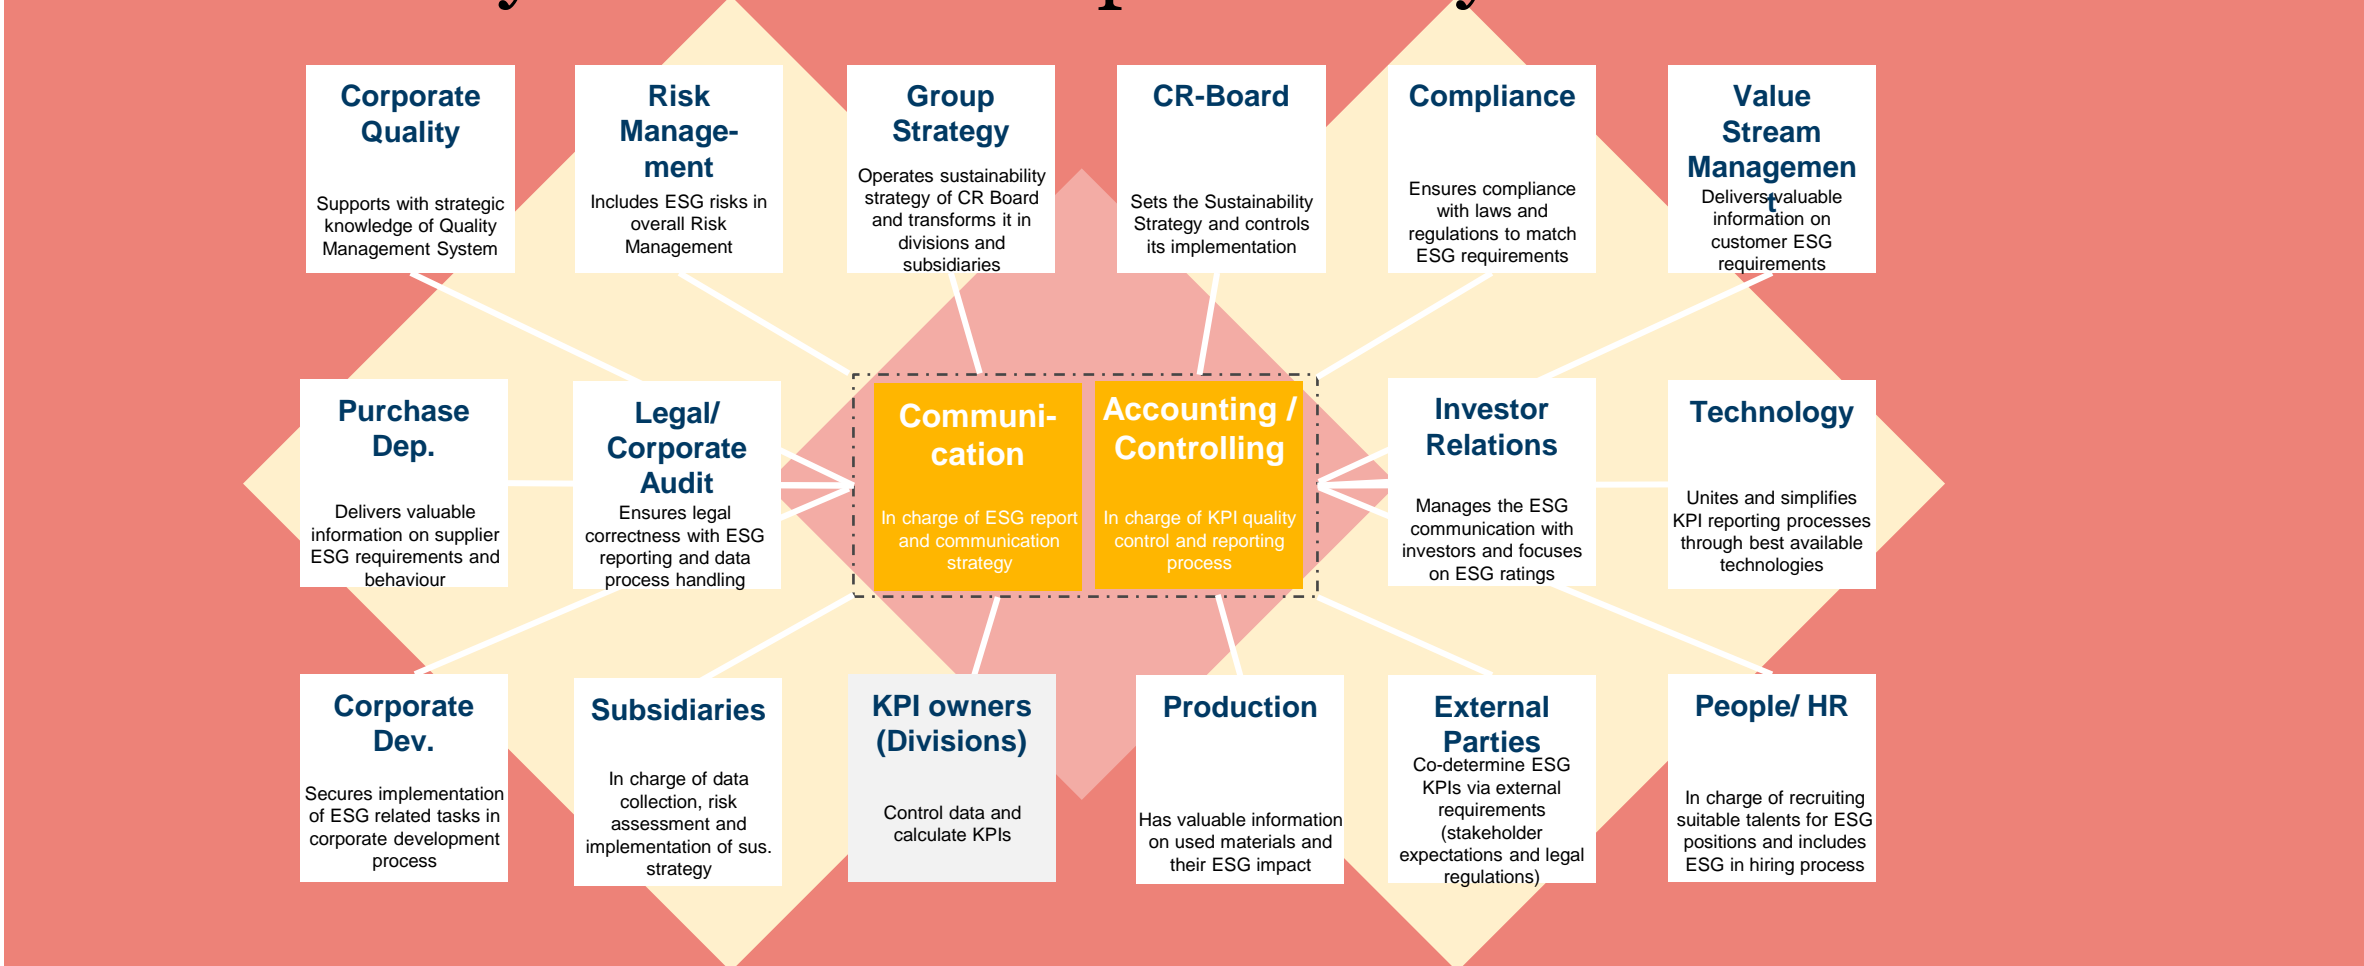 Corporate
Quality
Supports with strategic
knowledge of Quality
Management System
Risk
Manage-
ment
Includes ESG risks in
overall Risk
Management
Group
Strategy
Operates sustainability
strategy of CR Board
and transforms it in
divisions and
subsidiaries
CR-Board
Sets the Sustainability
Strategy and controls
its implementation
Compliance
Ensures compliance
with laws and
regulations to match
ESG requirements
Value
Stream
Managemen
t
Delivers valuable
information on
customer ESG
requirements
Purchase
Dep.
Delivers valuable
information on supplier
ESG requirements and
behaviour
Legal/
Corporate
Audit
Ensures legal
correctness with ESG
reporting and data
process handling
Communi-
cation
In charge of ESG report
and communication
strategy
Accounting /
Controlling
In charge of KPI quality
control and reporting
process
Investor
Relations
Manages the ESG
communication with
investors and focuses
on ESG ratings
Technology
Unites and simplifies
KPI reporting processes
through best available
technologies
Corporate
Dev.
Secures implementation
of ESG related tasks in
corporate development
process
Subsidiaries
In charge of data
collection, risk
assessment and
implementation of sus.
strategy
KPI owners
(Divisions)
Control data and
calculate KPIs
Production
Has valuable information
on used materials and
their ESG impact
External
Parties
Co-determine ESG
KPIs via external
requirements
(stakeholder
expectations and legal
regulations)
People/ HR
In charge of recruiting
suitable talents for ESG
positions and includes
ESG in hiring process